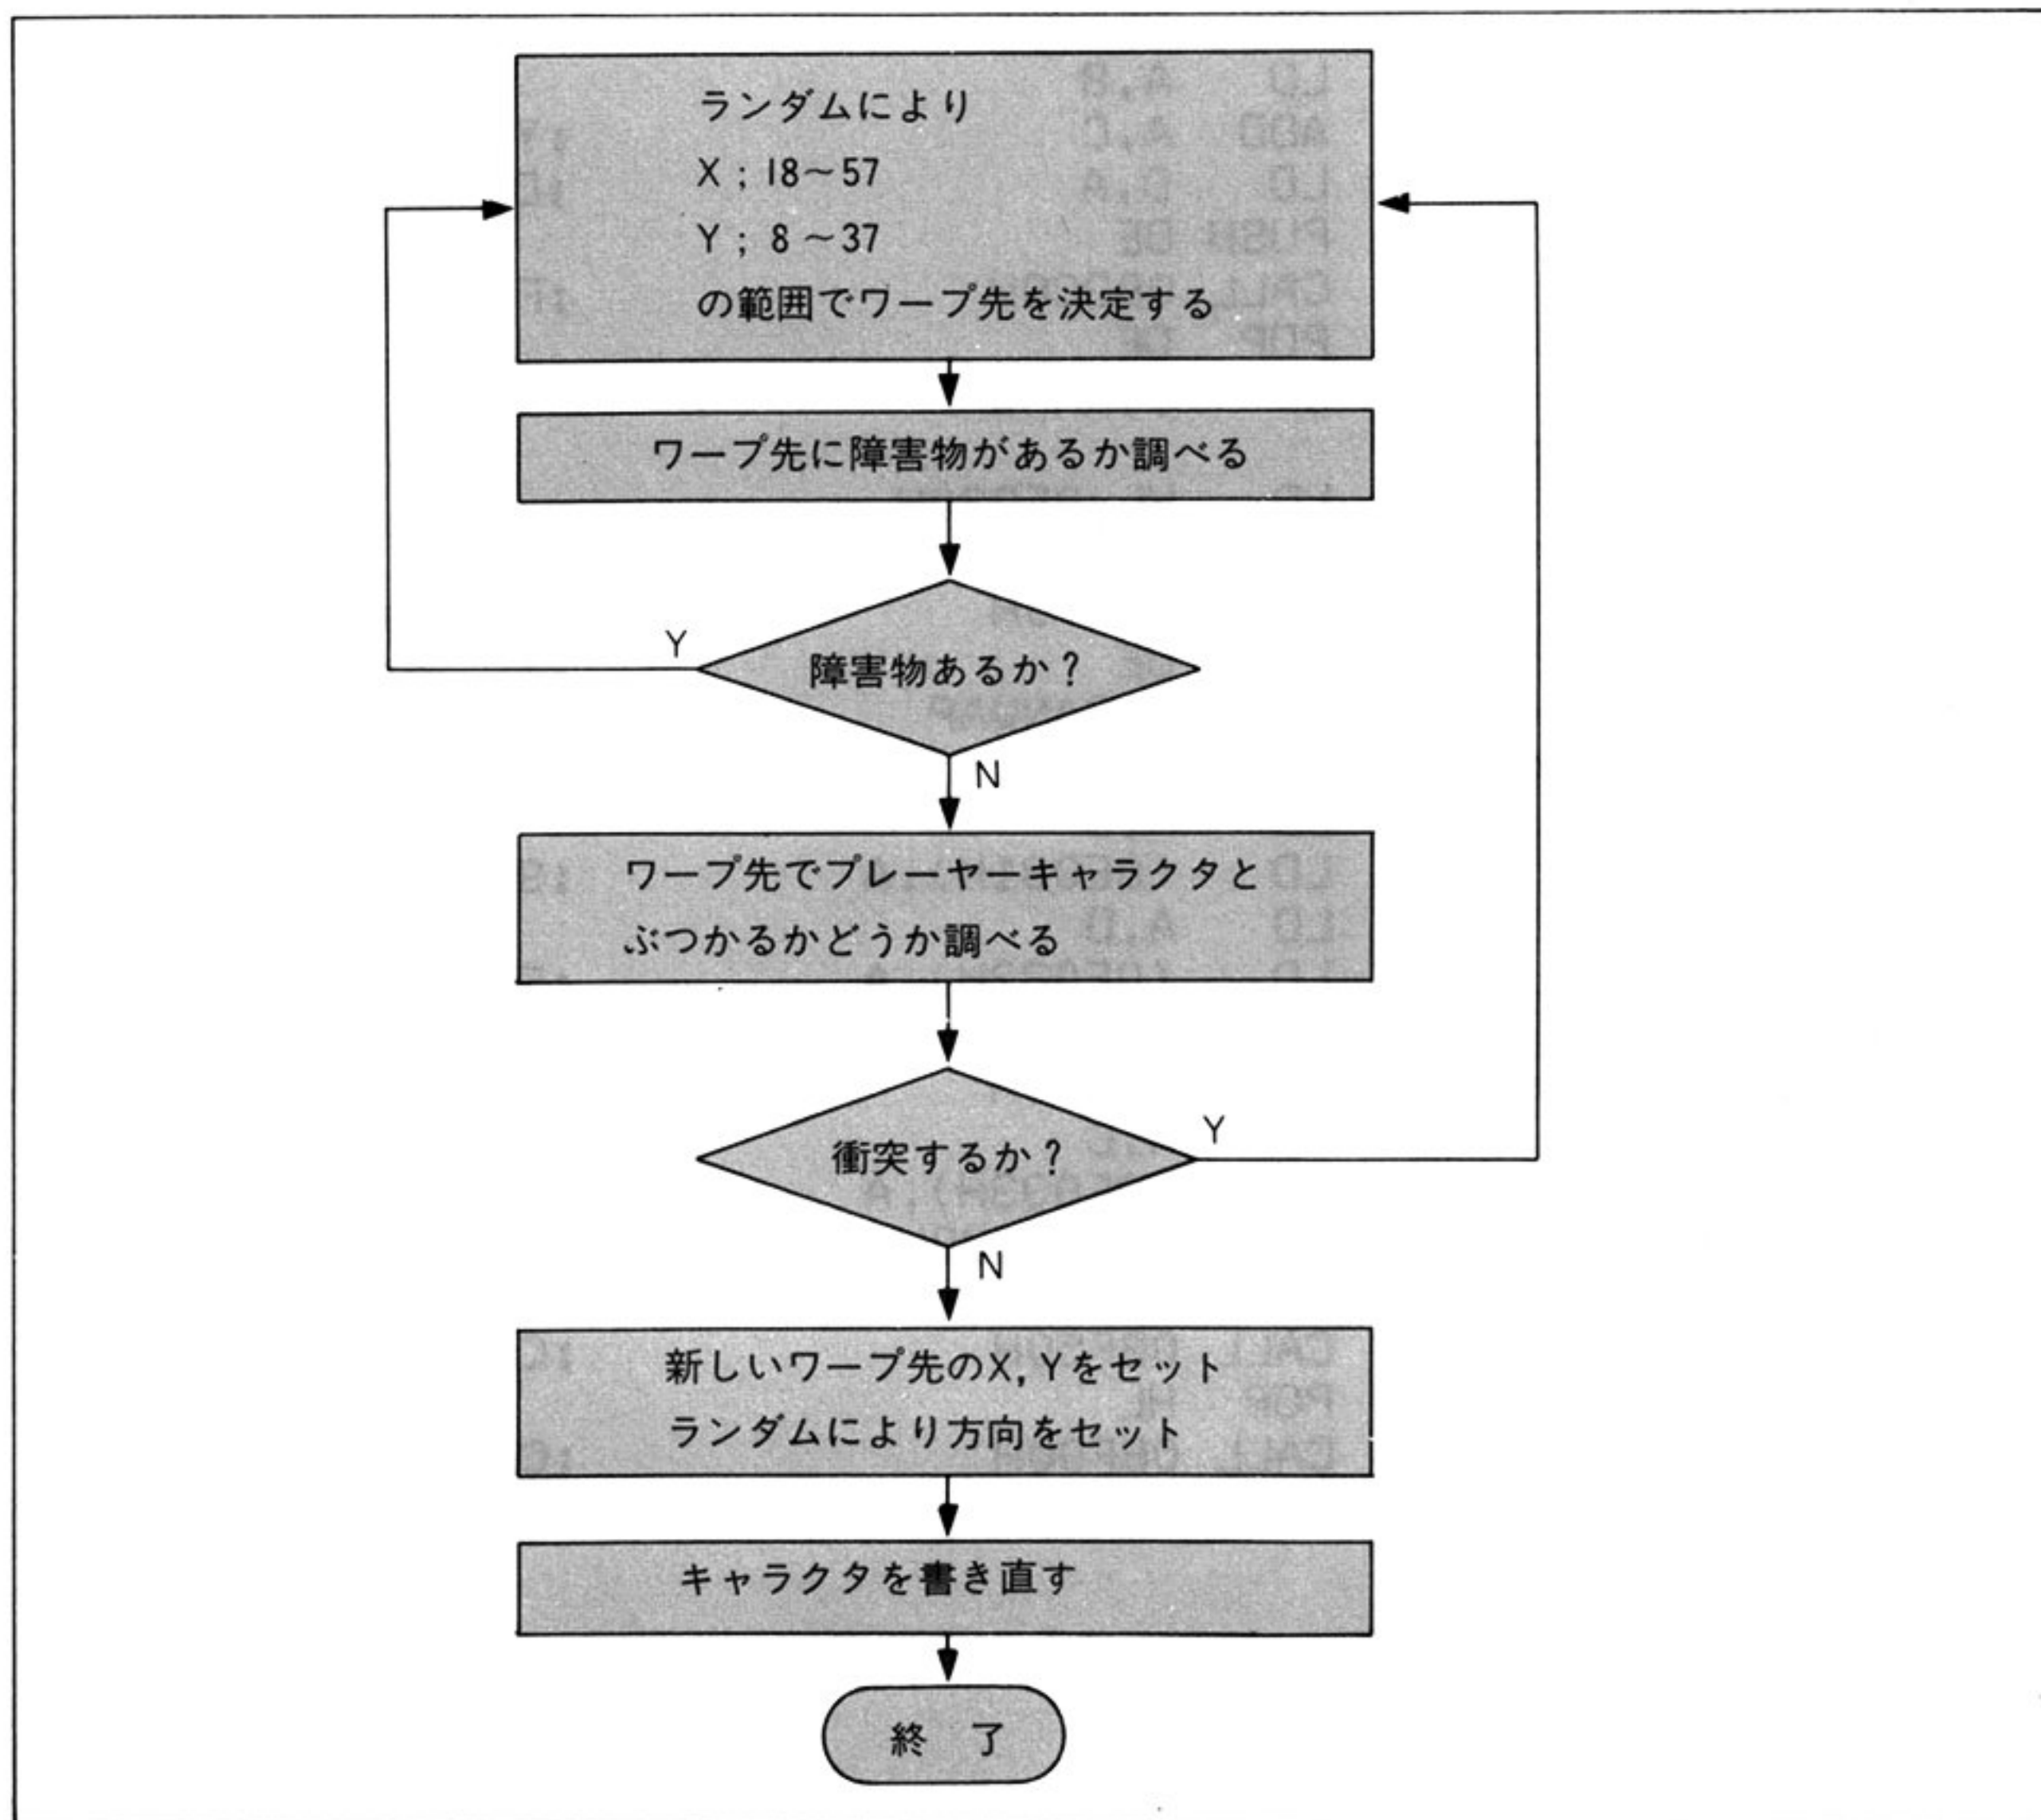 ランダムにより
X ; 18～57
Y ; 8～37
の範囲でワープ先を決定する
ワープ先に障害物があるか調べる
Y
障害物あるか？
N
ワープ先でプレーヤーキャラクタと
ぶつかるかどうか調べる
衝突するか？
Y
N
新しいワープ先のX, Yをセット
ランダムにより方向をセット
キャラクタを書き直す
終 了